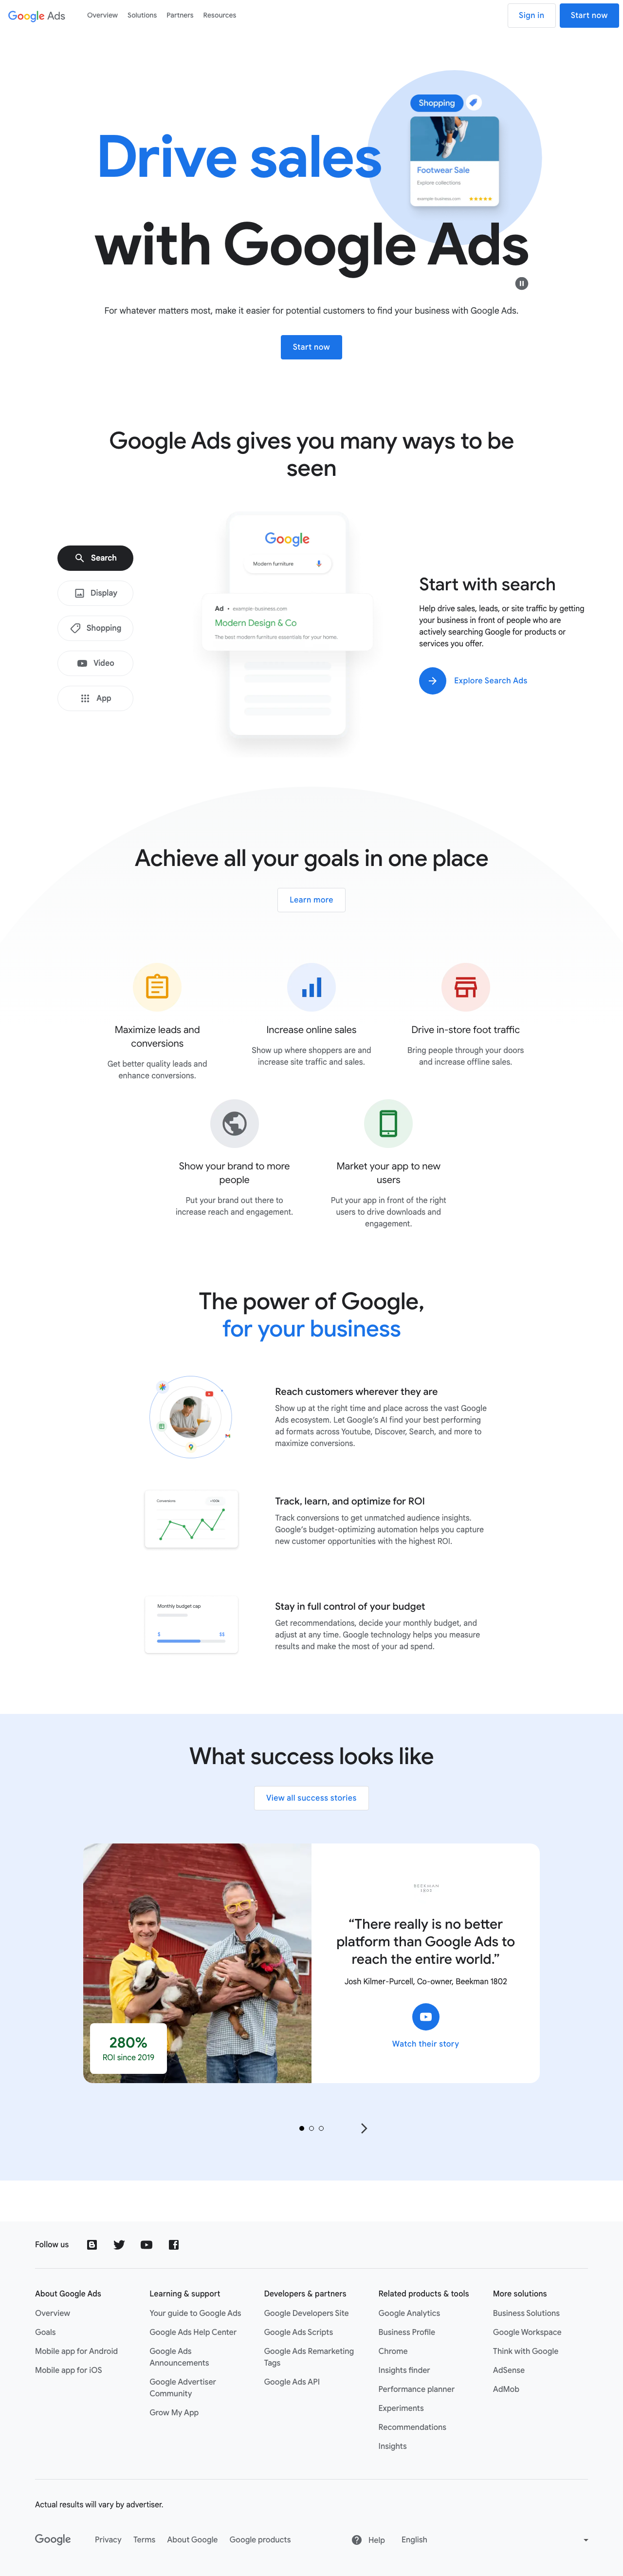 Google Ads
Overview
Solutions
Partners
Resources
Sign in
Start now
Shopping
Footwear Sale
Explore collections
example-business.com
Drive sales
with Google Ads
For whatever matters most, make it easier for potential customers to find your business with Google Ads.
Start now
Google Ads gives you many ways to be
seen
Search
Display
Shopping
Video
App
Google
Modern furniture
Ad • example-business.com
Modern Design & Co
The best modern furniture essentials for your home.
Start with search
Help drive sales, leads, or site traffic by getting
your business in front of people who are
actively searching Google for products or
services you offer.
Explore Search Ads
Achieve all your goals in one place
Learn more
Maximize leads and
conversions
Get better quality leads and
enhance conversions.
Increase online sales
Show up where shoppers are and
increase site traffic and sales.
Drive in-store foot traffic
Bring people through your doors
and increase offline sales.
Show your brand to more
people
Put your brand out there to
increase reach and engagement.
Market your app to new
users
Put your app in front of the right
users to drive downloads and
engagement.
The power of Google,
for your business
Reach customers wherever they are
Show up at the right time and place across the vast Google
Ads ecosystem. Let Google's AI find your best performing
ad formats across Youtube, Discover, Search, and more to
maximize conversions.
Conversions
Track, learn, and optimize for ROI
Track conversions to get unmatched audience insights.
Google's budget-optimizing automation helps you capture
new customer opportunities with the highest ROI.
Monthly budget cap
$
$$
Stay in full control of your budget
Get recommendations, decide your monthly budget, and
adjust at any time. Google technology helps you measure
results and make the most of your ad spend.
What success looks like
View all success stories
280%
ROI since 2019
BEEKMAN
1802
“There really is no better
platform than Google Ads to
reach the entire world.”
Josh Kilmer-Purcell, Co-owner, Beekman 1802
Watch their story
Follow us
About Google Ads
Overview
Goals
Mobile app for Android
Mobile app for iOS
Learning & support
Your guide to Google Ads
Google Ads Help Center
Google Ads
Announcements
Google Advertiser
Community
Grow My App
Developers & partners
Google Developers Site
Google Ads Scripts
Google Ads Remarketing
Tags
Google Ads API
Related products & tools
Google Analytics
Business Profile
Chrome
Insights finder
Performance planner
Experiments
Recommendations
Insights
More solutions
Business Solutions
Google Workspace
Think with Google
AdSense
AdMob
Actual results will vary by advertiser.
Google
Privacy
Terms
About Google
Google products
Help
English